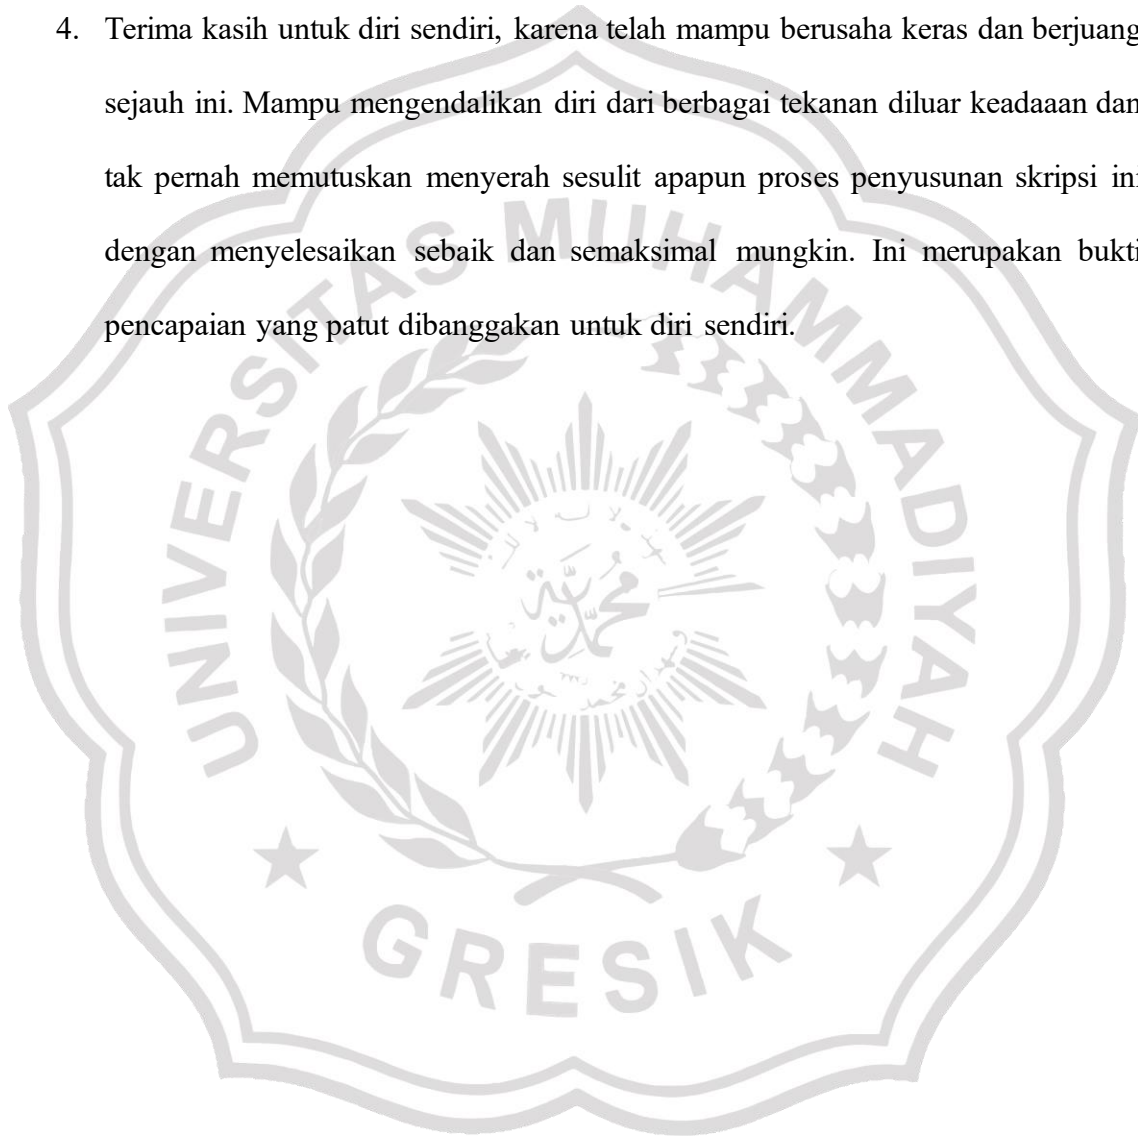 4. Terima kasih untuk diri sendiri, karena telah mampu berusaha keras dan berjuang
sejauh ini. Mampu mengendalikan diri dari berbagai tekanan diluar keadaaan dan
tak pernah memutuskan menyerah sesulit apapun proses penyusunan skripsi ini
dengan menyelesaikan sebaik dan semaksimal mungkin. Ini merupakan bukti
pencapaian yang patut dibanggakan untuk diri sendiri.
UNIVERSITAS MUHAMMADIYAH
GRESIK